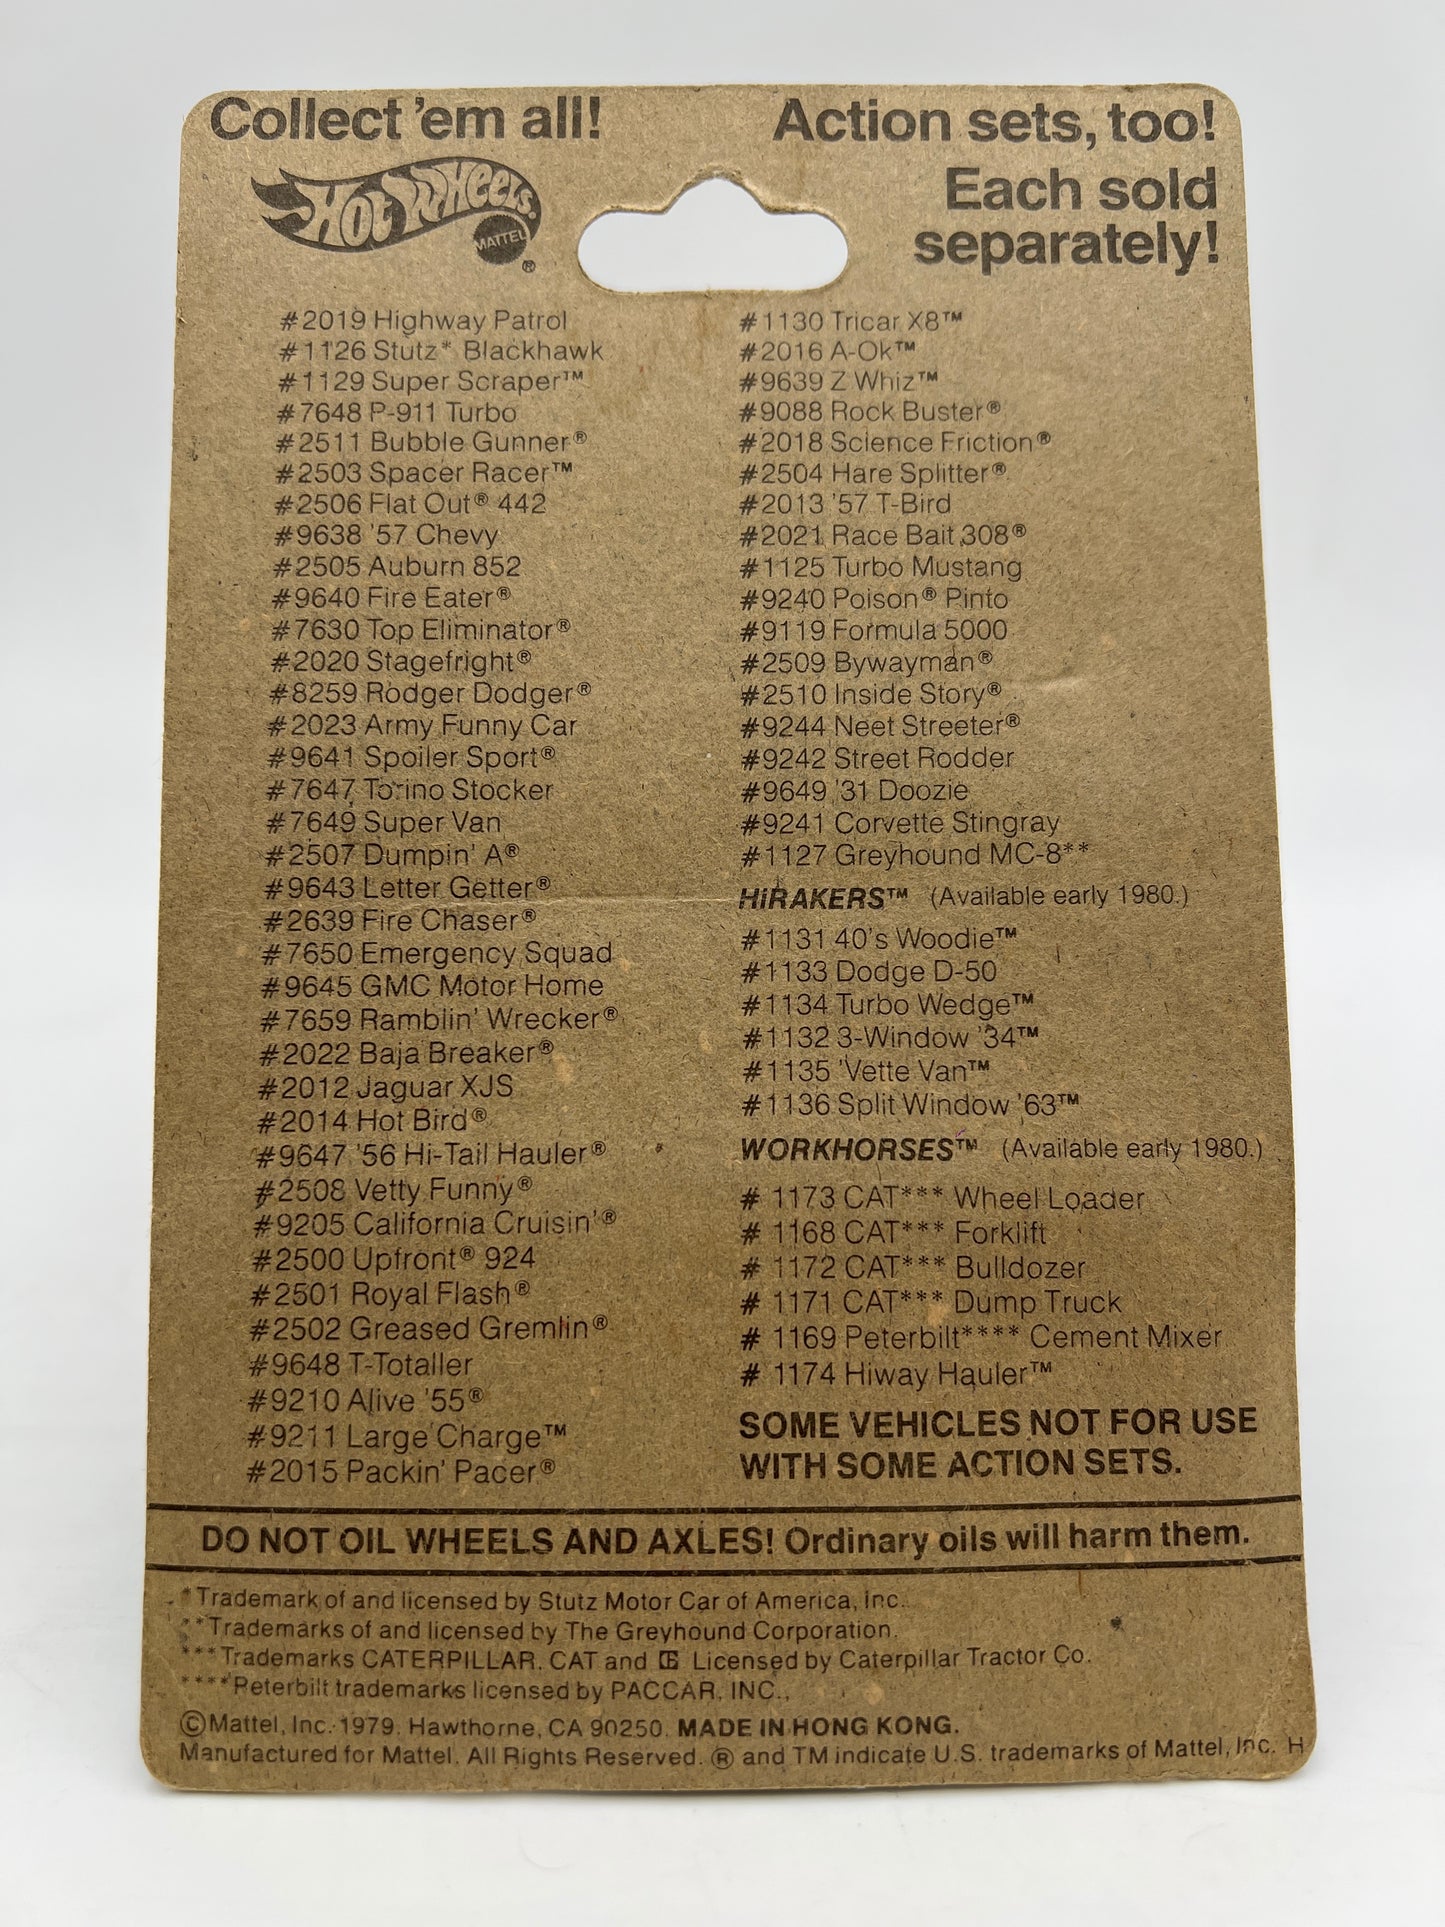 Collect 'em all!
Hot Wheels®
MATTEL
®
Action sets, too!
Each sold
separately!
#2019 Highway Patrol
#1126 Stutz* Blackhawk
#1129 Super Scraper™
#7648 P-911 Turbo
#2511 Bubble Gunner®
#2503 Spacer Racer™
#2506 Flat Out® 442
#9638 '57 Chevy
#2505 Auburn 852
#9640 Fire Eater®
#7630 Top Eliminator®
#2020 Stagefright®
#8259 Rodger Dodger®
#2023 Army Funny Car
#9641 Spoiler Sport®
#7647 Torino Stocker
#7649 Super Van
#2507 Dumpin' A®
#9643 Letter Getter®
#2639 Fire Chaser®
#7650 Emergency Squad
#9645 GMC Motor Home
#7659 Ramblin' Wrecker®
#2022 Baja Breaker®
#2012 Jaguar XJS
#2014 Hot Bird®
#9647 '56 Hi-Tail Hauler®
#2508 Vetty Funny®
#9205 California Cruisin'®
#2500 Upfront® 924
#2501 Royal Flash®
#2502 Greased Gremlin®
#9648 T-Totaller
#9210 Alive '55®
#9211 Large Charge™
#2015 Packin' Pacer®
#1130 Tricar X8™
#2016 A-Ok™
#9639 Z Whiz™
#9088 Rock Buster®
#2018 Science Friction®
#2504 Hare Splitter®
#2013 '57 T-Bird
#2021 Race Bait 308®
#1125 Turbo Mustang
#9240 Poison® Pinto
#9119 Formula 5000
#2509 Bywayman®
#2510 Inside Story®
#9244 Neet Streeter®
#9242 Street Rodder
#9649 '31 Doozie
#9241 Corvette Stingray
#1127 Greyhound MC-8**
HiRAKERS™ (Available early 1980.)
#1131 40's Woodie™
#1133 Dodge D-50
#1134 Turbo Wedge™
#1132 3-Window '34™
#1135 'Vette Van™
#1136 Split Window '63™
WORKHORSES™ (Available early 1980.)
# 1173 CAT*** Wheel Loader
# 1168 CAT*** Forklift
# 1172 CAT*** Bulldozer
# 1171 CAT*** Dump Truck
# 1169 Peterbilt**** Cement Mixer
# 1174 Hiway Hauler™
SOME VEHICLES NOT FOR USE
WITH SOME ACTION SETS.
DO NOT OIL WHEELS AND AXLES! Ordinary oils will harm them.
*Trademark of and licensed by Stutz Motor Car of America, Inc.
**Trademarks of and licensed by The Greyhound Corporation.
***Trademarks CATERPILLAR. CAT and Licensed by Caterpillar Tractor Co.
****Peterbilt trademarks licensed by PACCAR, INC.,
©Mattel, Inc. 1979. Hawthorne, CA 90250. MADE IN HONG KONG.
Manufactured for Mattel. All Rights Reserved. ® and TM indicate U.S. trademarks of Mattel, Inc. H